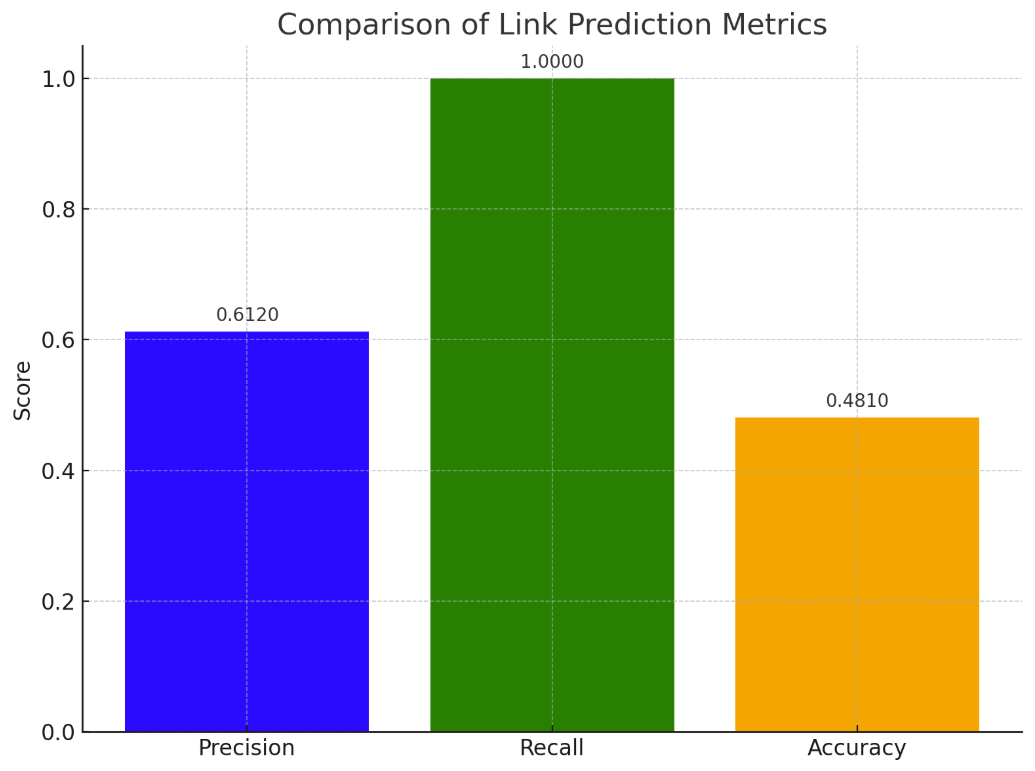 Comparison of Link Prediction Metrics
1.0000
1.0
0.8
0.6120
0.6
Score
0.4810
0.4
0.2
0.0
Precision
Recall
Accuracy